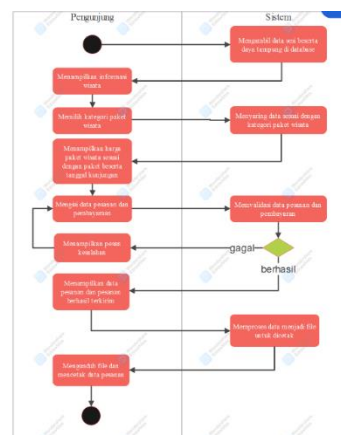 Pengunjung
Sistem
Mengambil data sesi beserta
daya tampung di database
Menampilkan informasi
wisata
Memilih kategori paket
wisata
Menyaring data sesuai dengan
kategori paket wisata
Menampilkan harga
paket wisata sesuai
dengan paket beserta
tanggal kunjungan
Mengisi data pesanan dan
pembayaran
Memvalidasi data pesanan dan
pembayaran
Menampilkan pesan
kesalahan
gagal
berhasil
Menampilkan data
pesanan dan pesanan
berhasil terkirim
Memproses data menjadi file
untuk dicetak
Mengunduh file dan
mencetak data pesanan